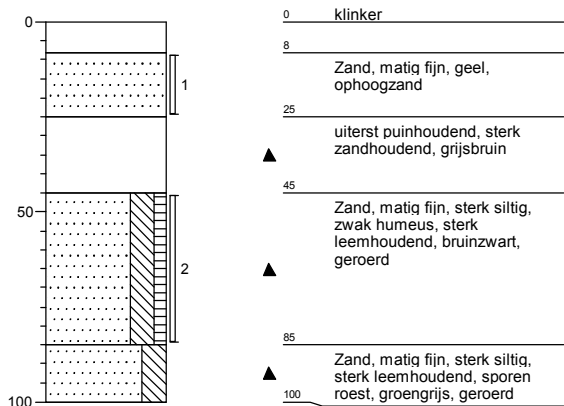 0
klinker
8
Zand, matig fijn, geel,
ophoogzand
1
25
uiterst puinhoudend, sterk
zandhoudend, grijsbruin
45
50
Zand, matig fijn, sterk siltig,
zwak humeus, sterk
leemhoudend, bruinzwart,
geroerd
2
85
Zand, matig fijn, sterk siltig,
sterk leemhoudend, sporen
roest, groengrijs, geroerd
100
100